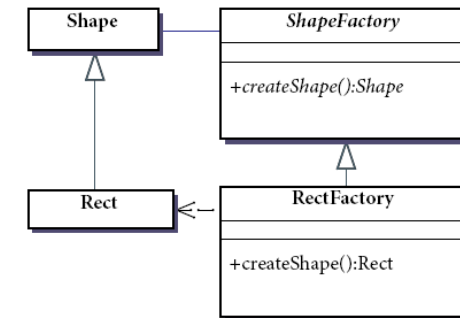 Shape
ShapeFactory
+createShape():Shape
Rect
RectFactory
+createShape():Rect